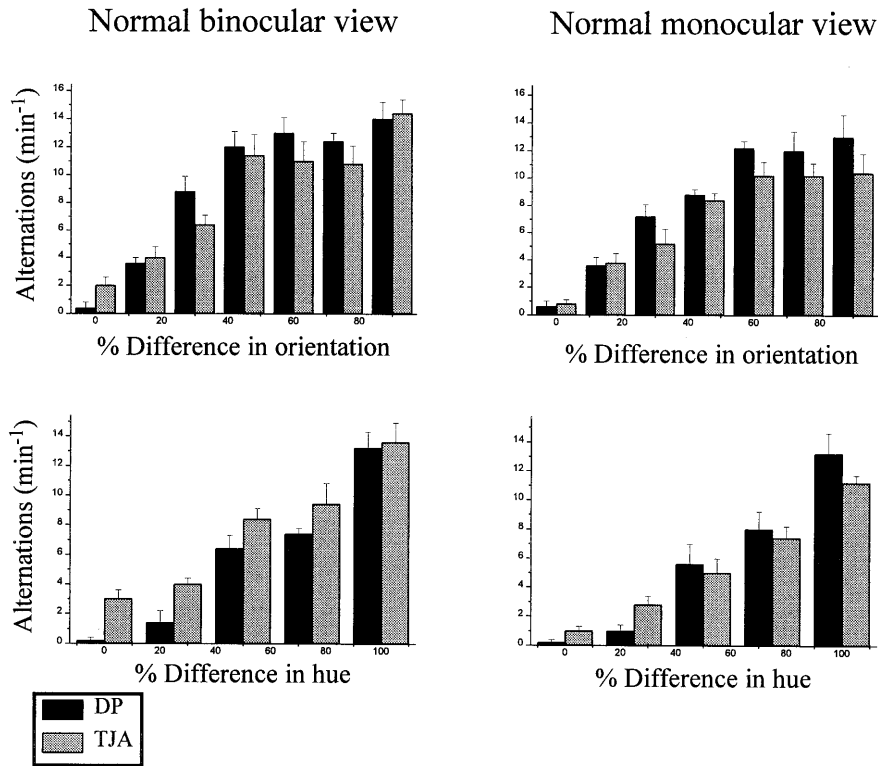 Normal binocular view
Normal monocular view
Alternations (min-1)
16
14
12
10
8
6
4
2
0
0 20 40 60 80
% Difference in orientation
16
14
12
10
8
6
4
2
0
0 20 40 60 80
% Difference in orientation
Alternations (min-1)
14
12
10
8
6
4
2
0
0 20 40 60 80 100
% Difference in hue
14
12
10
8
6
4
2
0
0 20 40 60 80 100
% Difference in hue
DP
TJA